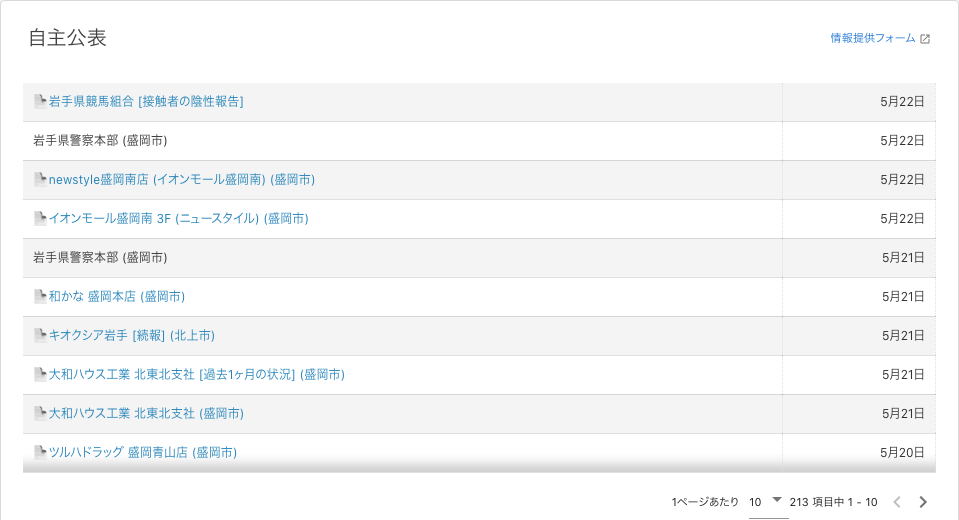 自主公表
情報提供フォーム
岩手県競馬組合 [接触者の陰性報告] 5月22日
岩手県警察本部 (盛岡市) 5月22日
newstyle盛岡南店 (イオンモール盛岡南) (盛岡市) 5月22日
イオンモール盛岡南 3F (ニュースタイル) (盛岡市) 5月22日
岩手県警察本部 (盛岡市) 5月21日
和かな 盛岡本店 (盛岡市) 5月21日
キオクシア岩手 [続報] (北上市) 5月21日
大和ハウス工業 北東北支社 [過去1ヶ月の状況] (盛岡市) 5月21日
大和ハウス工業 北東北支社 (盛岡市) 5月21日
ツルハドラッグ 盛岡青山店 (盛岡市) 5月20日
1ページあたり 10 213 項目中 1 - 10